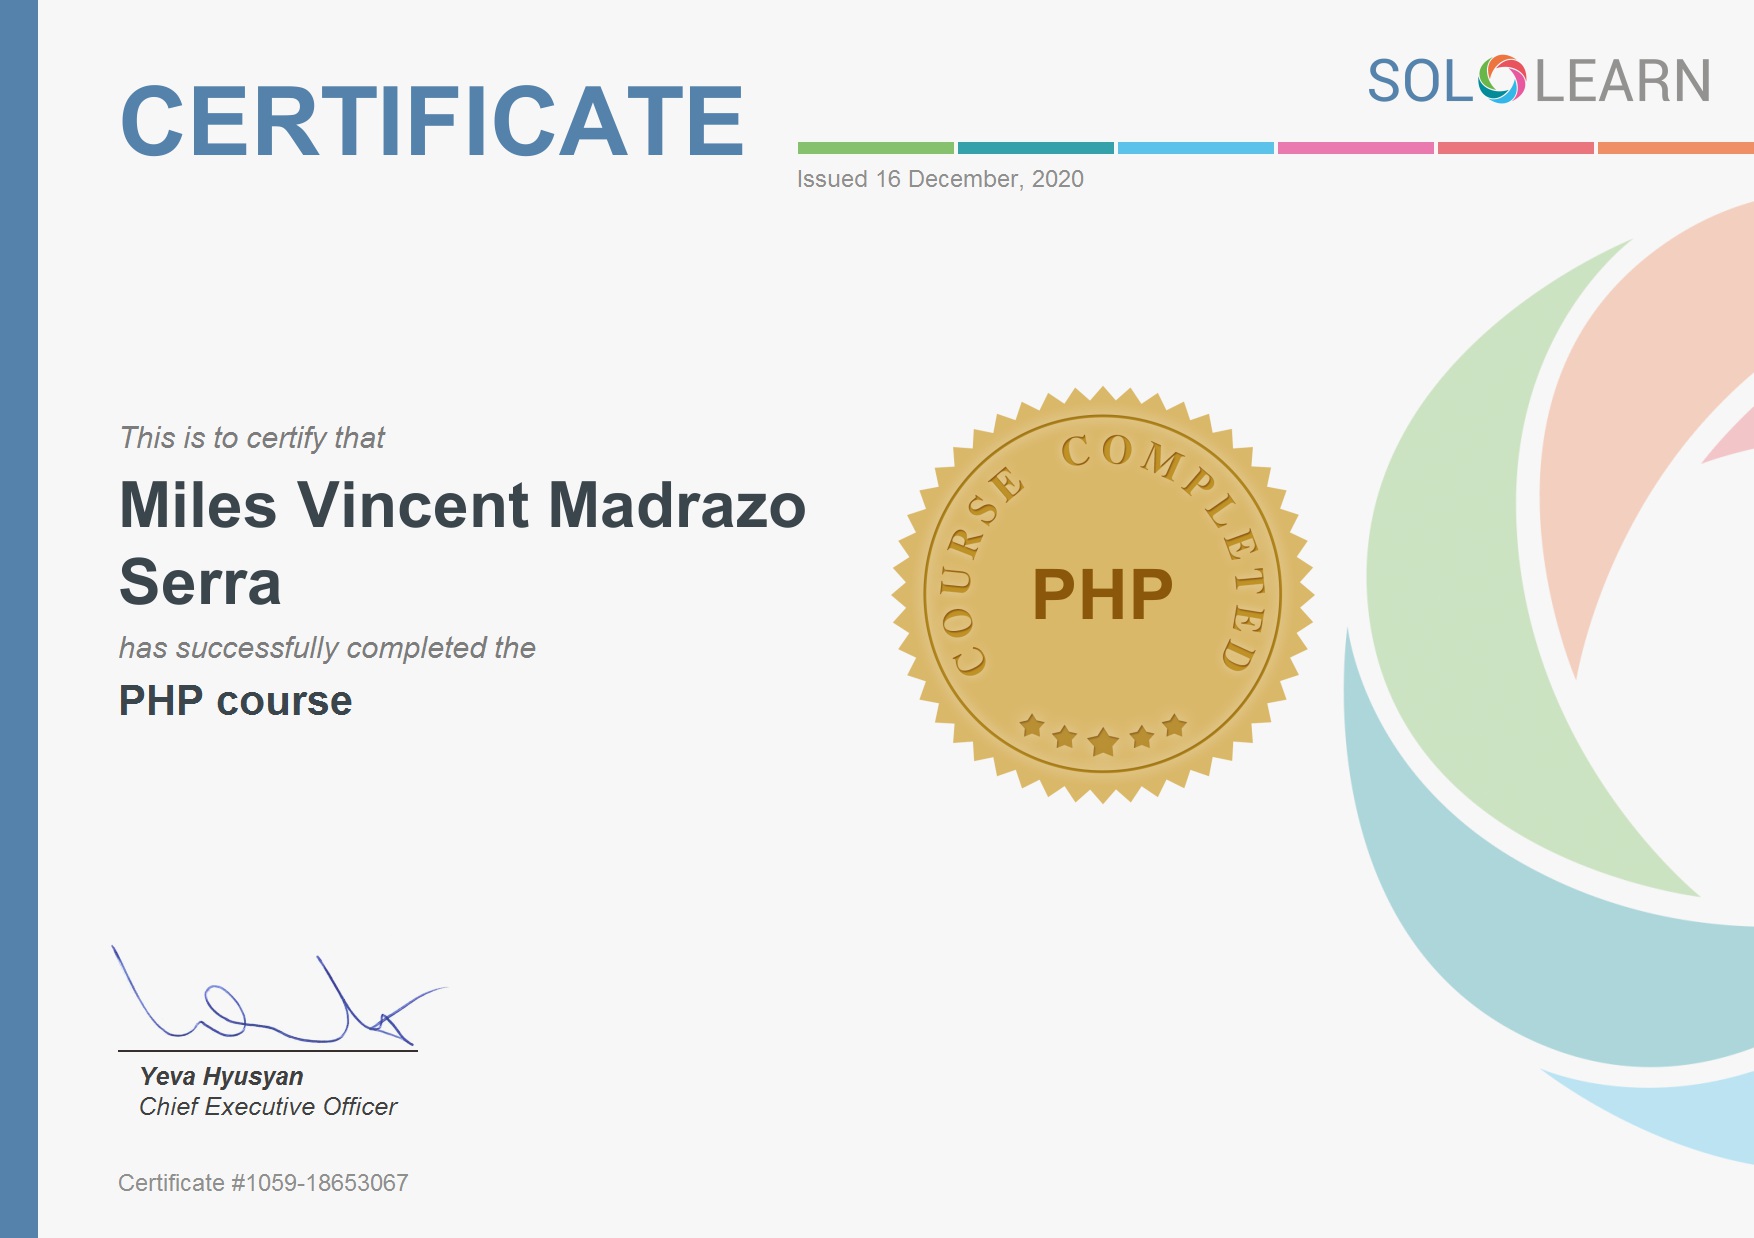 SOLOLEARN
CERTIFICATE
Issued 16 December, 2020
This is to certify that
Miles Vincent Madrazo
Serra
has successfully completed the
PHP course
COURSE COMPLETED
PHP
Yeva Hyusyan
Chief Executive Officer
Certificate #1059-18653067